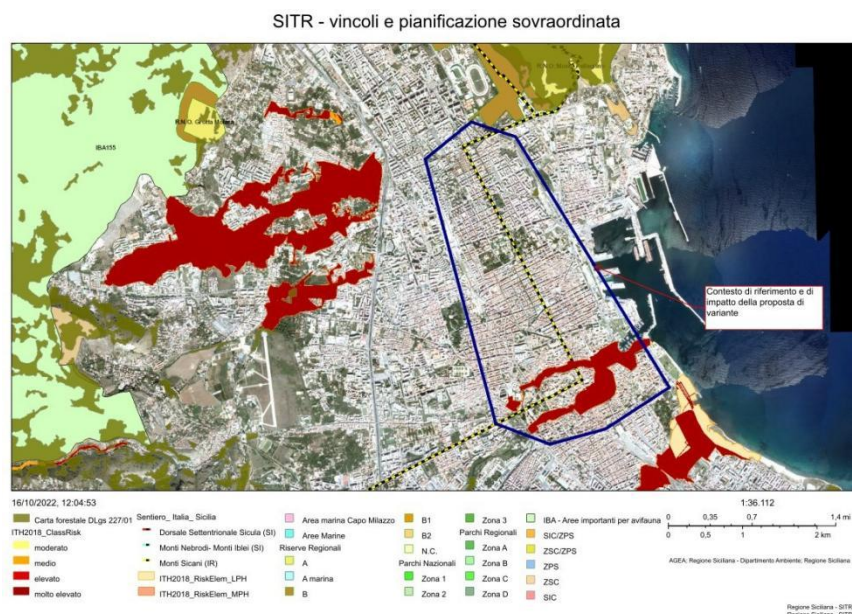 SITR - vincoli e pianificazione sovraordinata
IBA155
Contesto di riferimento e di
impatto della proposta di
variante
16/10/2022, 12:04:53
Carta forestale DLgs 227/01
ITH2018_ClassRisk
moderato
medio
elevato
molto elevato
Sentiero_ Italia_ Sicilia
Dorsale Settentrionale Sicula (SI)
Monti Nebrodi- Monti Iblei (SI)
Monti Sicani (IR)
ITH2018_RiskElem_LPH
ITH2018_RiskElem_MPH
Area marina Capo Milazzo
Aree Marine
Riserve Regionali
A
A marina
B
B1
B2
N.C.
Parchi Nazionali
Zona 1
Zona 2
Zona 3
Parchi Regionali
Zona A
Zona B
Zona C
Zona D
IBA - Aree importanti per avifauna
SIC/ZPS
ZSC/ZPS
ZPS
ZSC
SIC
1:36.112
0 0,35 0,7 1,4 mi
0 0,5 1 2 km
AGEA; Regione Siciliana - Dipartimento Ambiente; Regione Siciliana
Regione Siciliana - SITR
Regione Siciliana - SITR